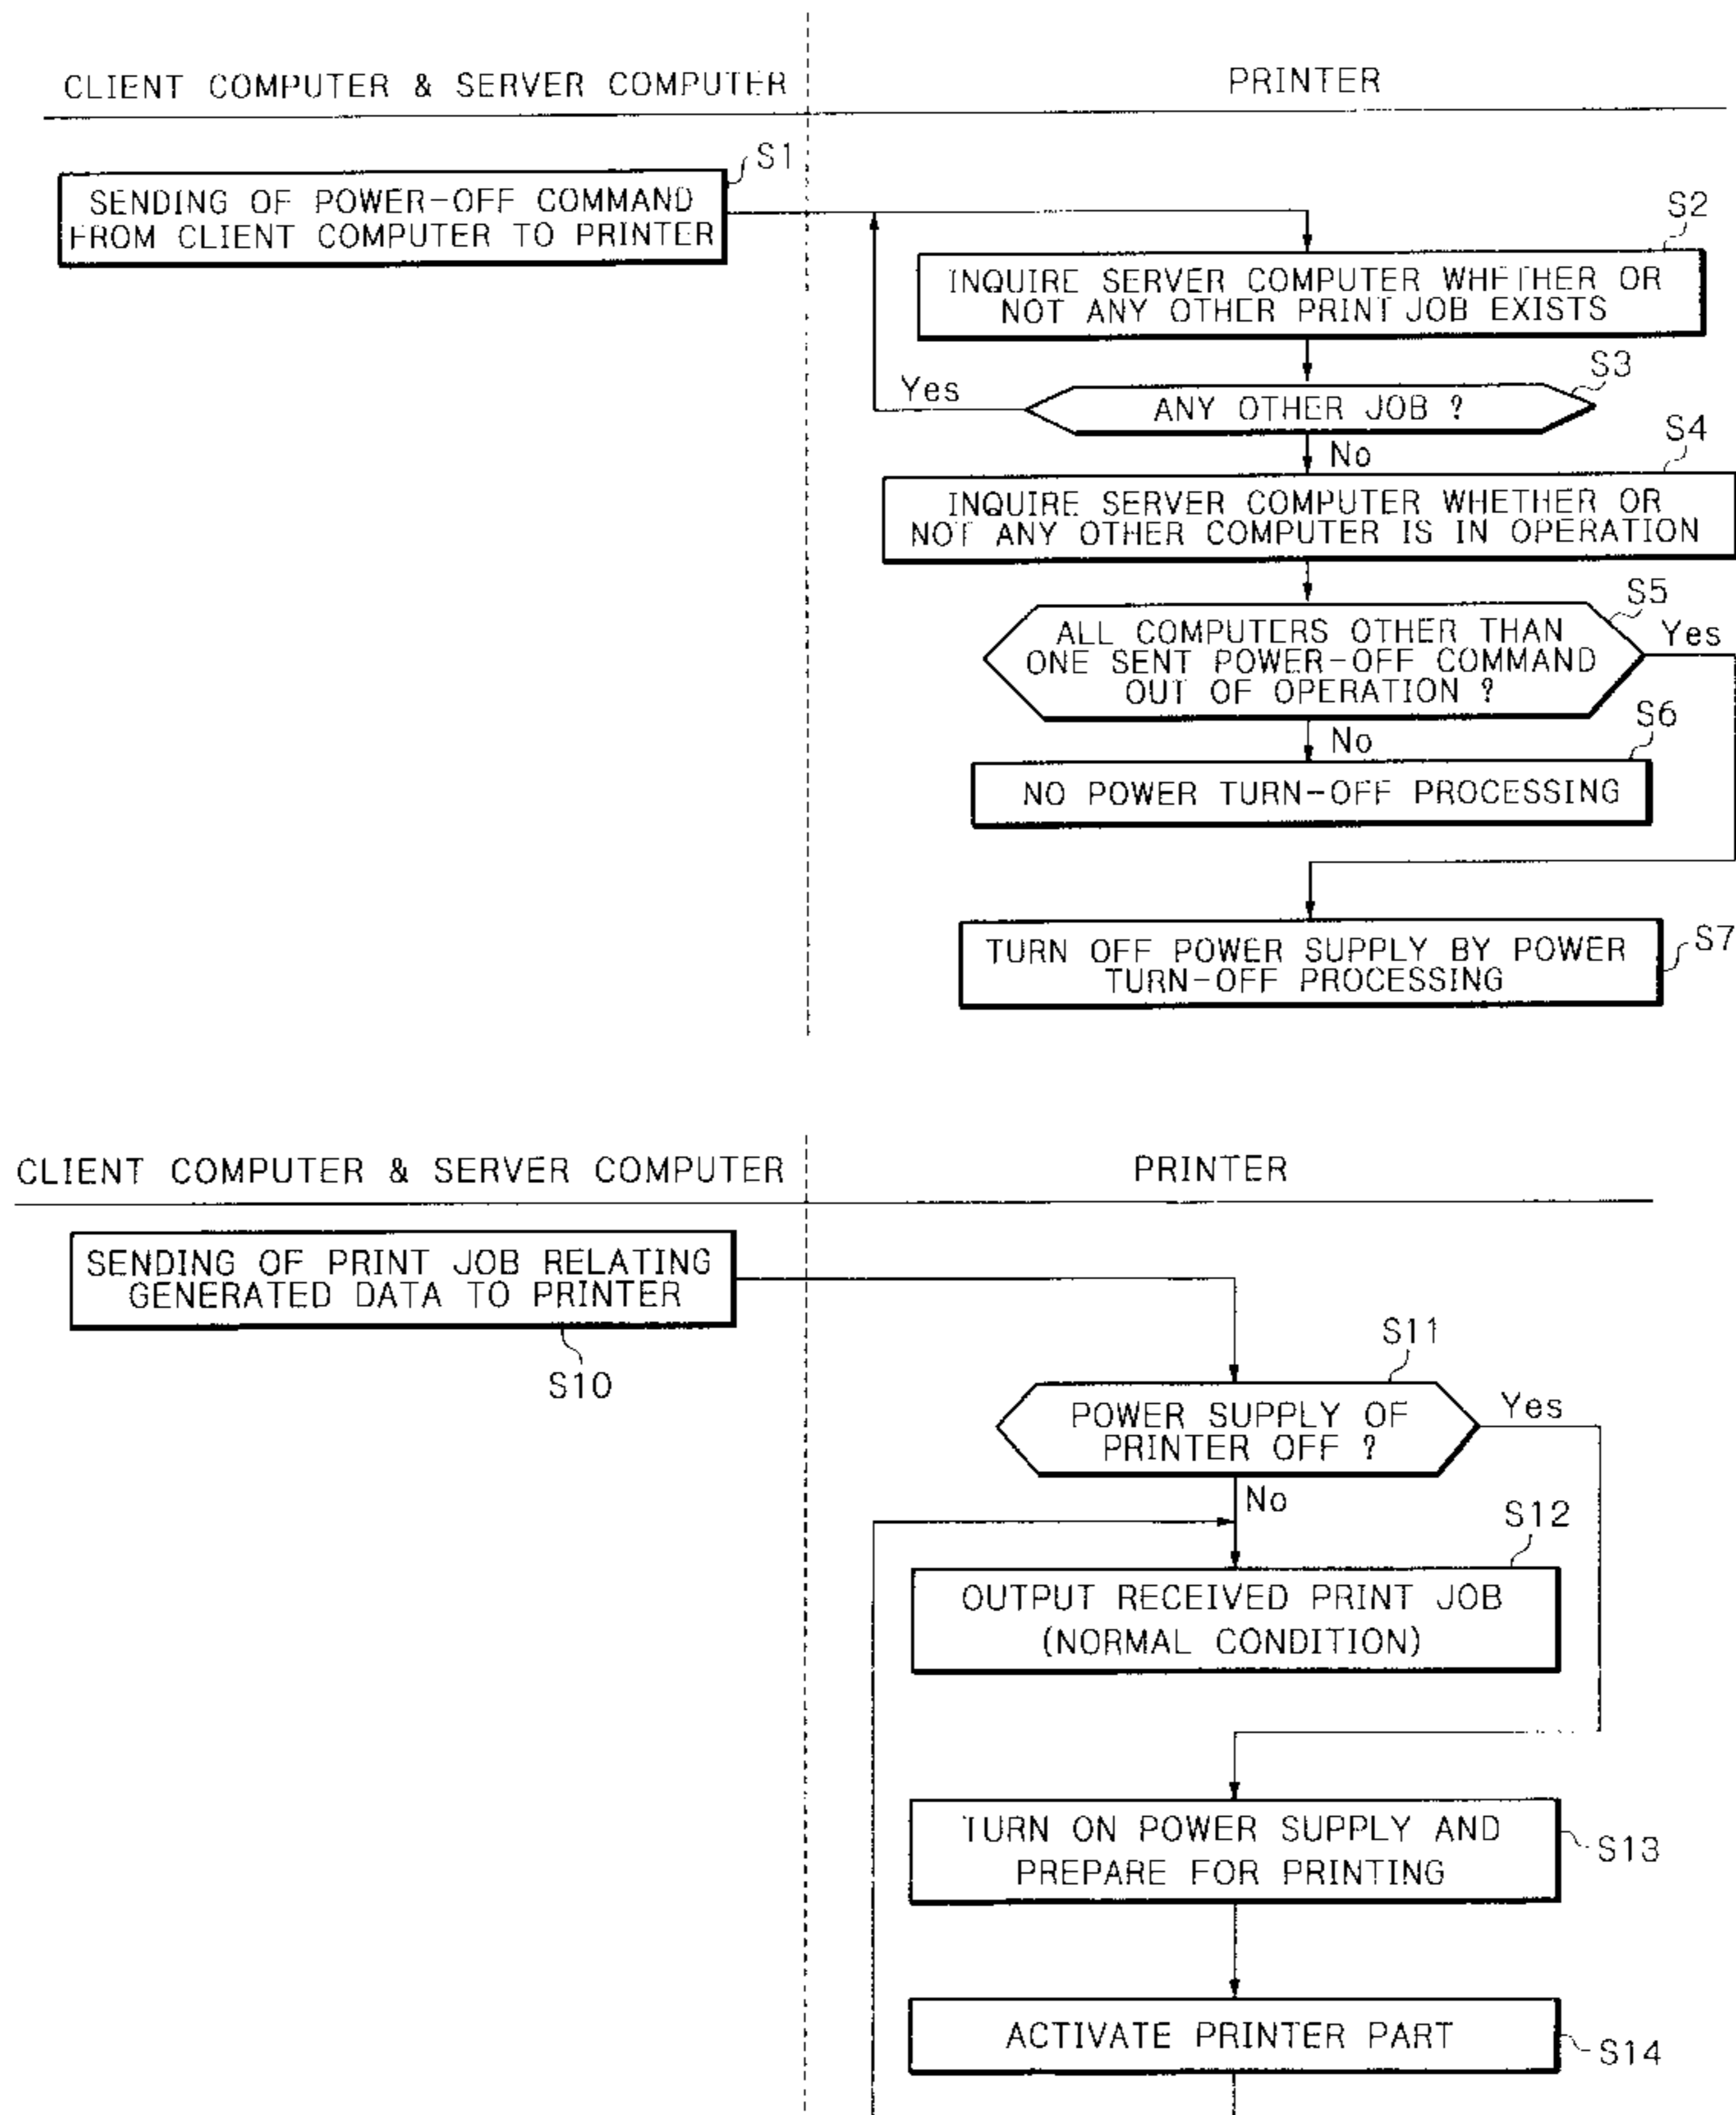 CLIENT COMPUTER & SERVER COMPUTER
PRINTER
S1
SENDING OF POWER-OFF COMMAND
FROM CLIENT COMPUTER TO PRINTER
S2
INQUIRE SERVER COMPUTER WHETHER OR
NOT ANY OTHER PRINT JOB EXISTS
S3
Yes
ANY OTHER JOB ?
No
S4
INQUIRE SERVER COMPUTER WHETHER OR
NOT ANY OTHER COMPUTER IS IN OPERATION
S5
ALL COMPUTERS OTHER THAN
ONE SENT POWER-OFF COMMAND
OUT OF OPERATION ?
Yes
No
S6
NO POWER TURN-OFF PROCESSING
TURN OFF POWER SUPPLY BY POWER
TURN-OFF PROCESSING
S7
CLIENT COMPUTER & SERVER COMPUTER
PRINTER
SENDING OF PRINT JOB RELATING
GENERATED DATA TO PRINTER
S10
S11
POWER SUPPLY OF
PRINTER OFF ?
Yes
No
S12
OUTPUT RECEIVED PRINT JOB
(NORMAL CONDITION)
TURN ON POWER SUPPLY AND
PREPARE FOR PRINTING
S13
ACTIVATE PRINTER PART
S14